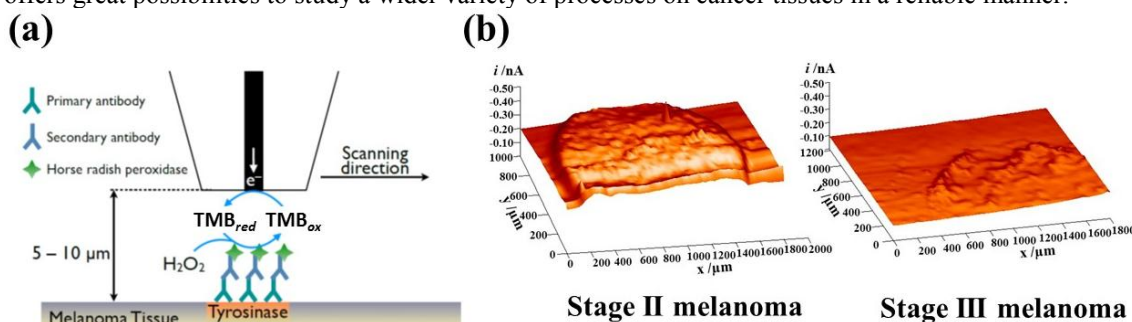 offers great possibilities to study a wider variety of processes on cancer tissues in a reliable manner.
(a)
(b)
Primary antibody
Secondary antibody
Horse radish peroxidase
Scanning
direction
e⁻
TMBred TMBox
5 – 10 µm
H₂O₂
Tyrosinase
Melanoma Tissue
i /nA
-0.50
-0.40
-0.30
-0.20
-0.10
1000
800
600
400
200
0
y /µm
0 200 400 600 800 1000 1200 1400 1600 1800 2000
x /µm
Stage II melanoma
i /nA
-0.50
-0.40
-0.30
-0.20
-0.10
1200
1000
800
600
400
200
0
y /µm
0 200 400 600 800 1000 1200 1400 1600 1800
x /µm
Stage III melanoma